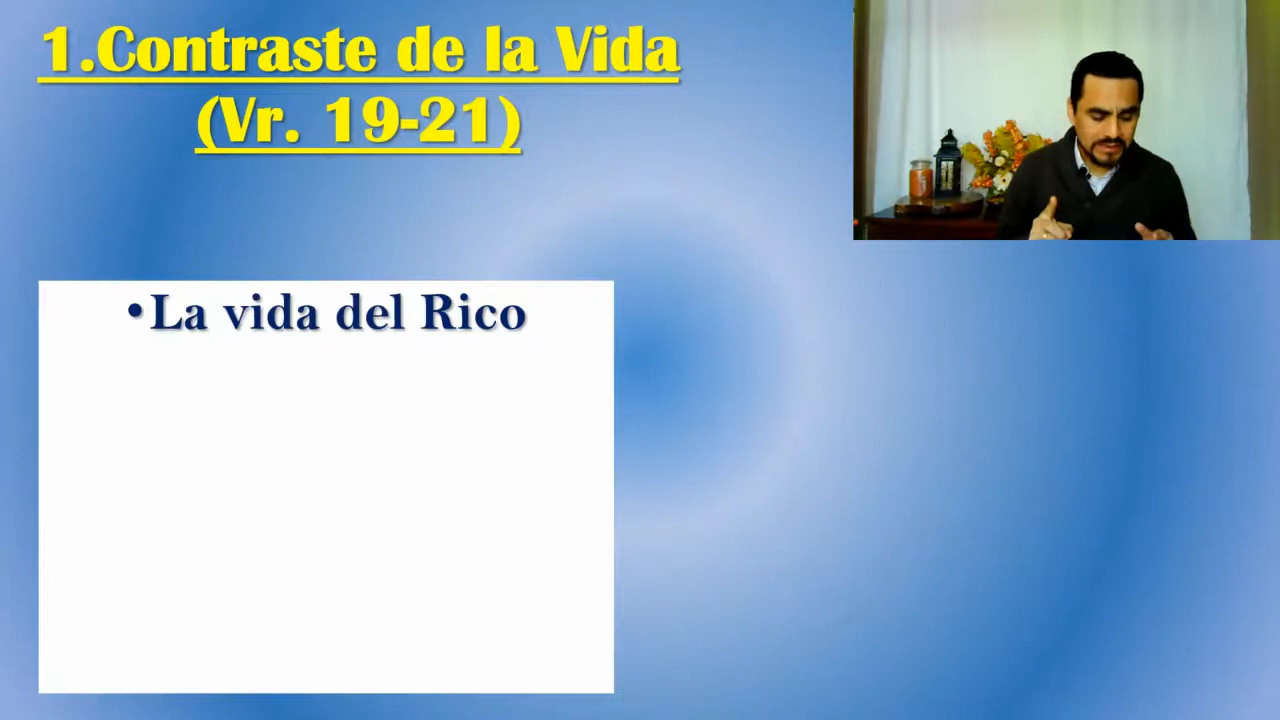 1.Contraste de la Vida
(Vr. 19-21)
•La vida del Rico